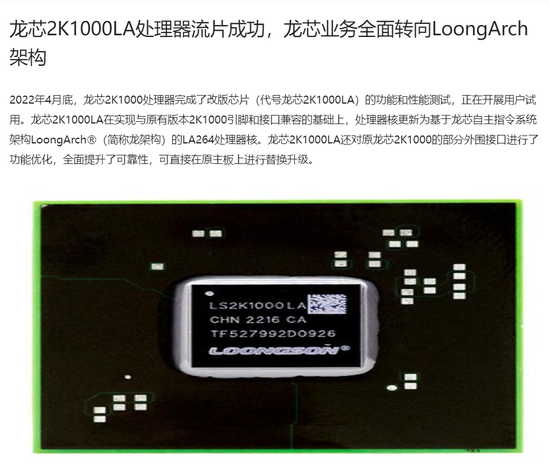 龙芯2K1000LA处理器流片成功，龙芯业务全面转向LoongArch
架构
2022年4月底，龙芯2K1000处理器完成了改版芯片（代号龙芯2K1000LA）的功能和性能测试，正在开展用户试
用。龙芯2K1000LA在实现与原有版本2K1000引脚和接口兼容的基础上，处理器核更新为基于龙芯自主指令系统
架构LoongArch®（简称龙架构）的LA264处理器核。龙芯2K1000LA还对原龙芯2K1000的部分外围接口进行了
功能优化，全面提升了可靠性，可直接在原主板上进行替换升级。
LS2K1000LA
CHN 2216 CA
TF527992D0926
LOONGSON®